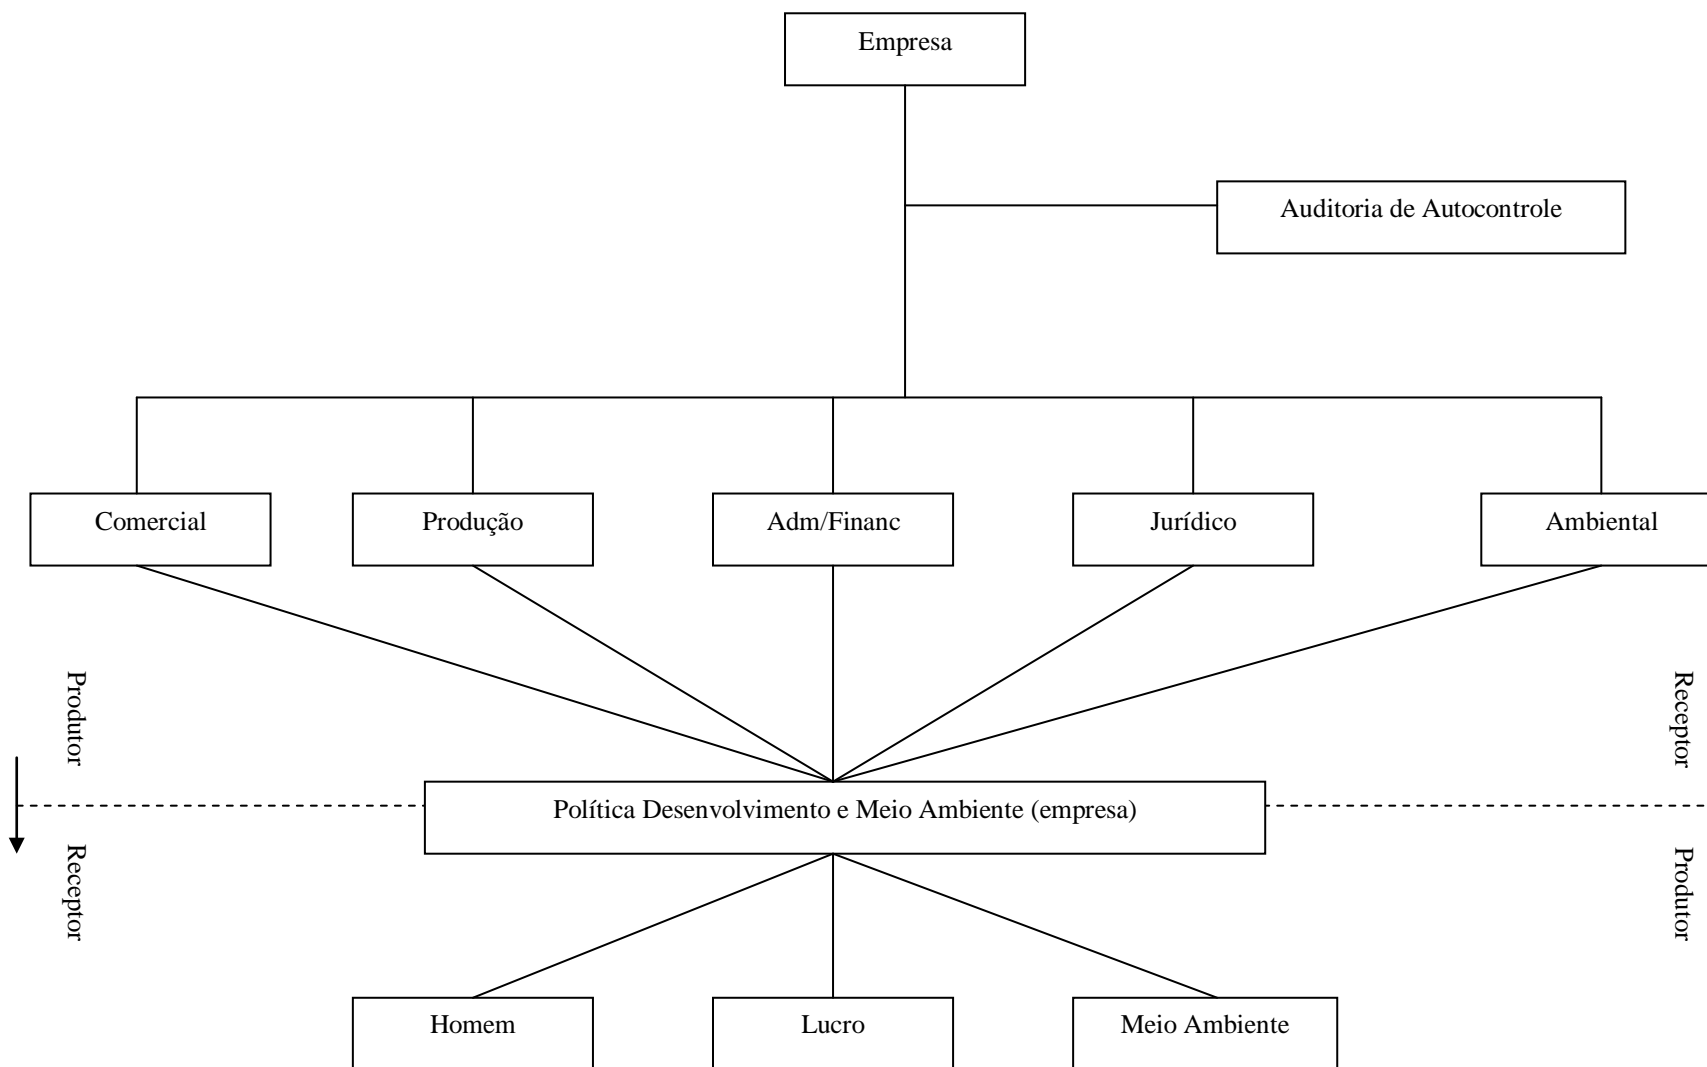 Empresa
Auditoria de Autocontrole
Comercial
Produção
Adm/Financ
Jurídico
Ambiental
Produtor
Receptor
Política Desenvolvimento e Meio Ambiente (empresa)
Receptor
Produtor
Homem
Lucro
Meio Ambiente